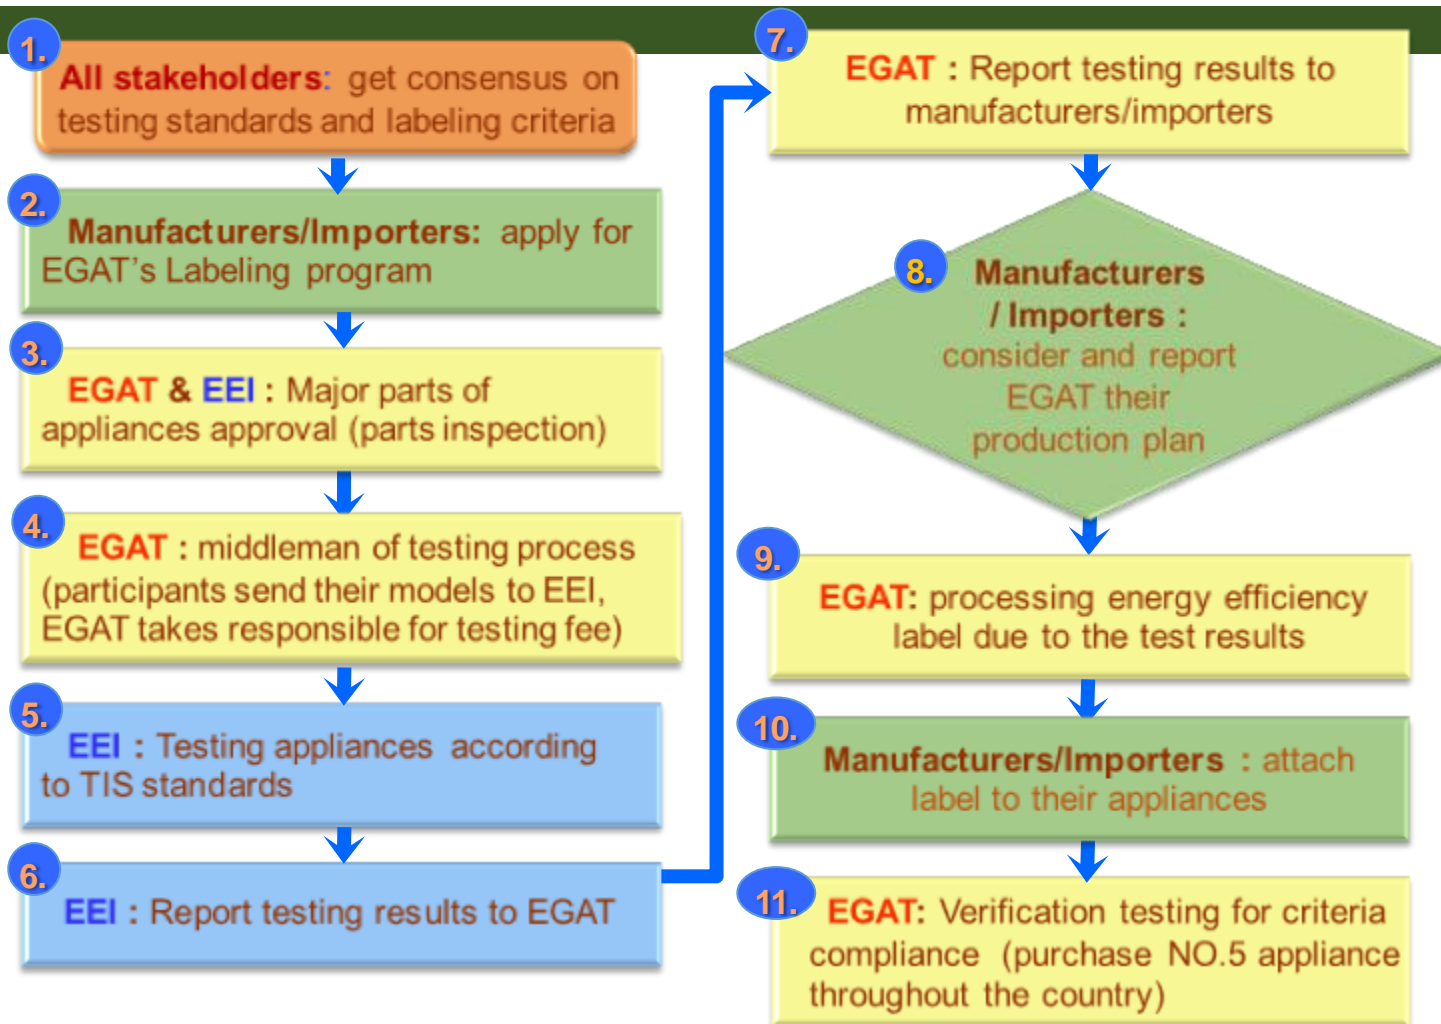 1.
All stakeholders: get consensus on
testing standards and labeling criteria
2.
Manufacturers/Importers: apply for
EGAT's Labeling program
3.
EGAT & EEI : Major parts of
appliances approval (parts inspection)
4.
EGAT : middleman of testing process
(participants send their models to EEI,
EGAT takes responsible for testing fee)
5.
EEI : Testing appliances according
to TIS standards
6.
EEI : Report testing results to EGAT
7.
EGAT : Report testing results to
manufacturers/importers
8.
Manufacturers
/ Importers :
consider and report
EGAT their
production plan
9.
EGAT: processing energy efficiency
label due to the test results
10.
Manufacturers/Importers : attach
label to their appliances
11.
EGAT: Verification testing for criteria
compliance (purchase NO.5 appliance
throughout the country)